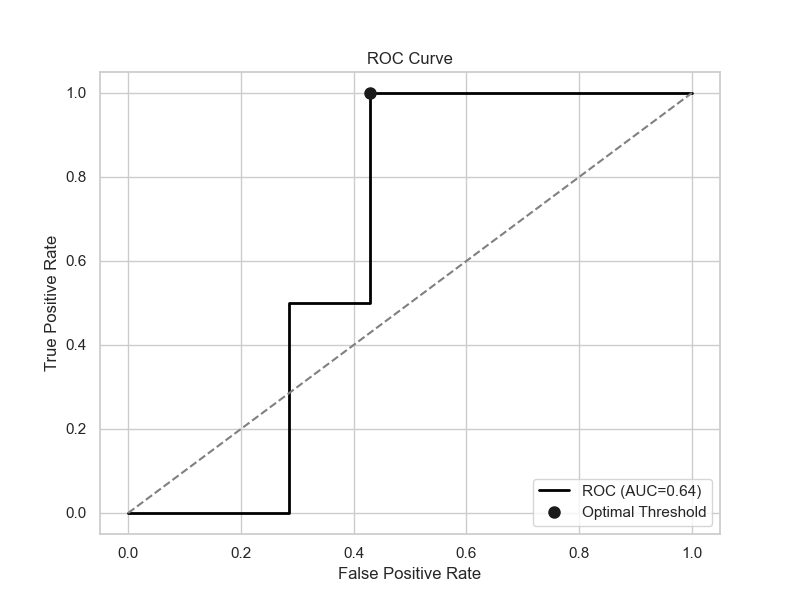 ROC Curve
1.0
0.8
0.6
0.4
0.2
0.0
True Positive Rate
0.0 0.2 0.4 0.6 0.8 1.0
False Positive Rate
ROC (AUC=0.64)
Optimal Threshold